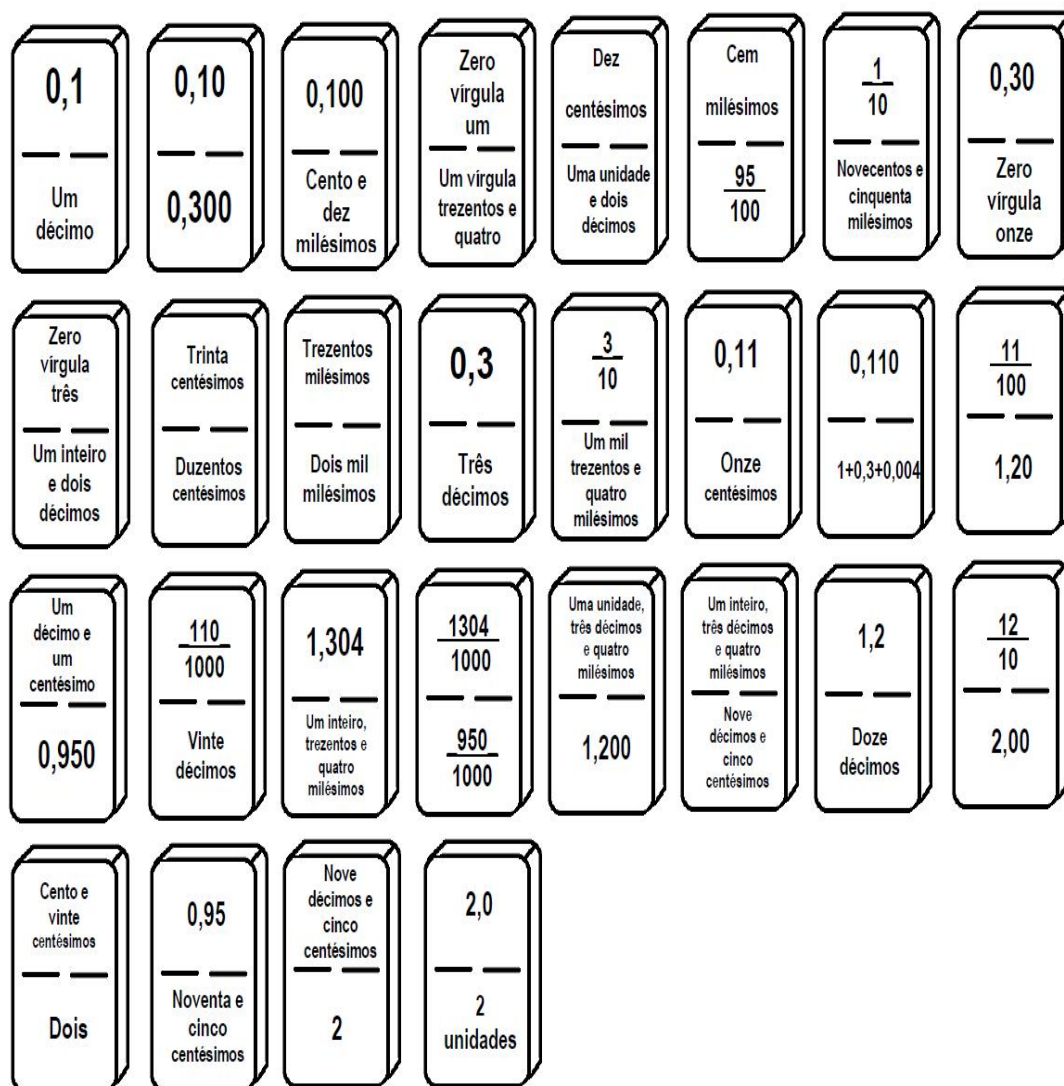 0,1
Um
décimo
0,10
0,300
0,100
Cento e
dez
milésimos
Zero
vírgula
um
Um vírgula
trezentos e
quatro
Dez
centésimos
Uma unidade
e dois
décimos
Cem
milésimos
95
100
1
10
Novecentos e
cinquenta
milésimos
0,30
Zero
vírgula
onze
Zero
vírgula
três
Um inteiro
e dois
décimos
Trinta
centésimos
Duzentos
centésimos
Trezentos
milésimos
Dois mil
milésimos
0,3
Três
décimos
3
10
Um mil
trezentos e
quatro
milésimos
0,11
Onze
centésimos
0,110
1+0,3+0,004
11
100
1,20
Um
décimo e
um
centésimo
0,950
110
1000
Vinte
décimos
1,304
Um inteiro,
trezentos e
quatro
milésimos
1304
1000
950
1000
Uma unidade,
três décimos
e quatro
milésimos
1,200
Um inteiro,
três décimos
e quatro
milésimos
Nove
décimos e
cinco
centésimos
1,2
Doze
décimos
12
10
2,00
Cento e
vinte
centésimos
Dois
0,95
Noventa e
cinco
centésimos
Nove
décimos e
cinco
centésimos
2
2,0
2
unidades